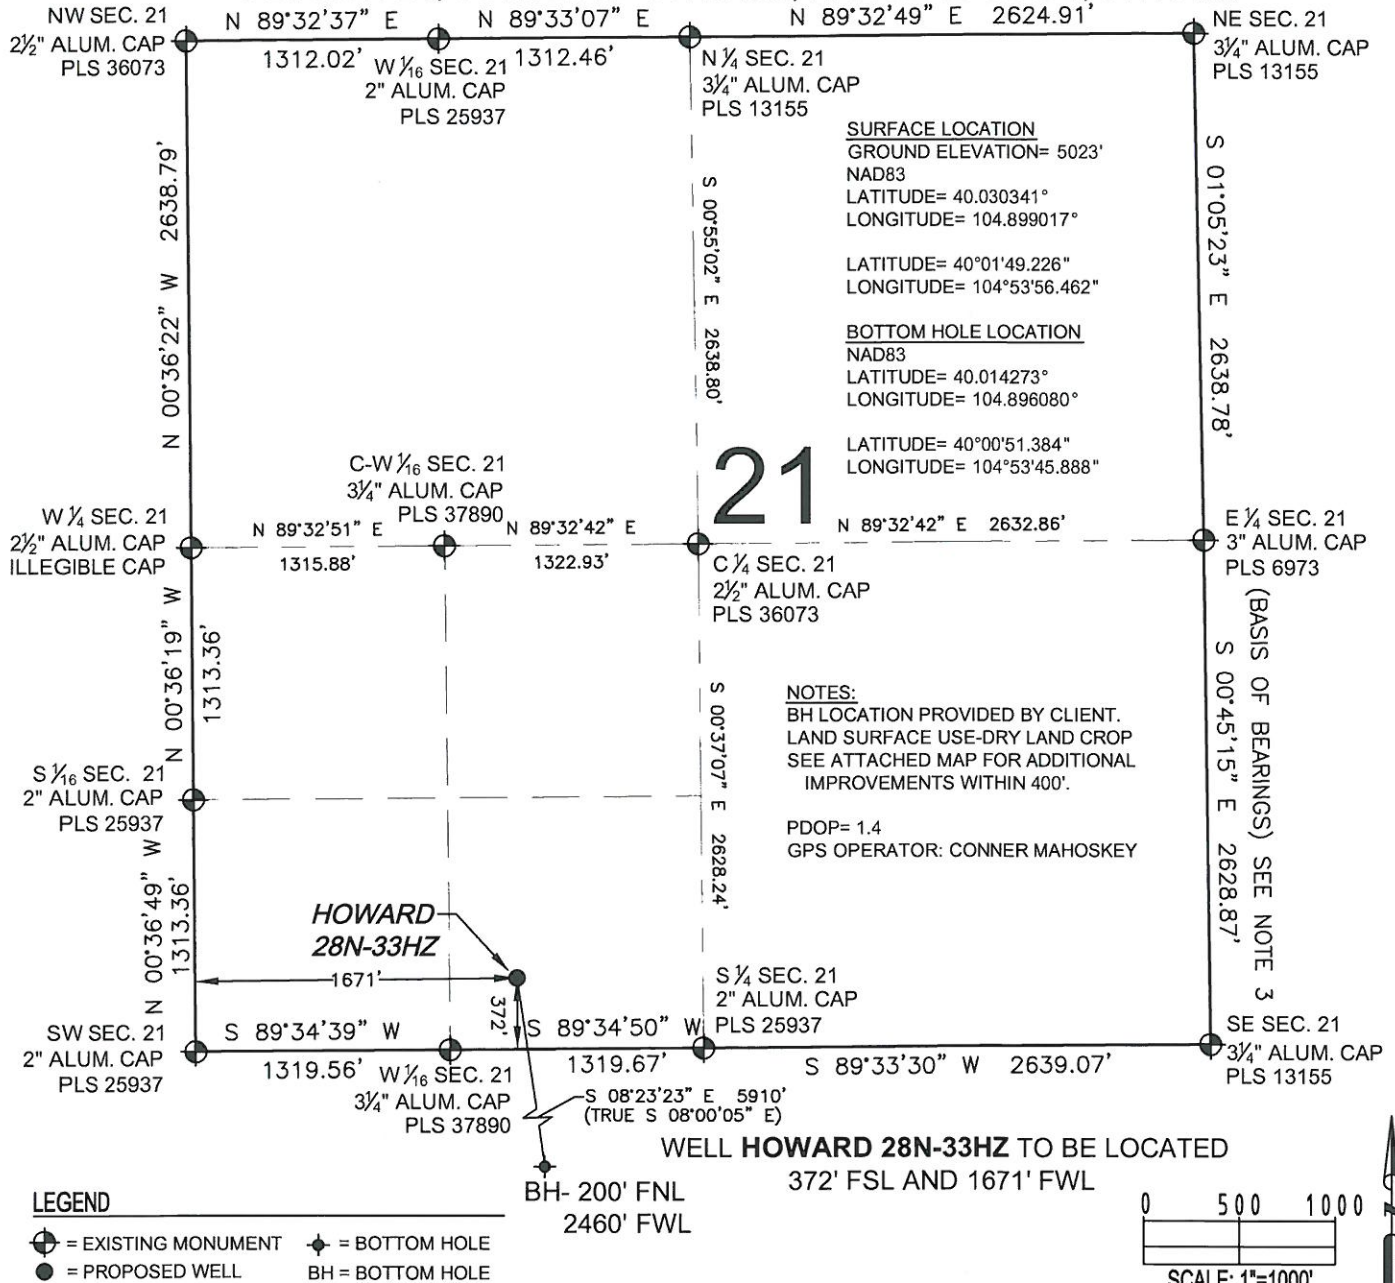 NW SEC. 21
2½" ALUM. CAP
PLS 36073
N 89°32'37" E
1312.02'
W 1/16 SEC. 21
2" ALUM. CAP
PLS 25937
N 89°33'07" E
1312.46'
N ¼ SEC. 21
3¼" ALUM. CAP
PLS 13155
N 89°32'49" E 2624.91'
NE SEC. 21
3¼" ALUM. CAP
PLS 13155
N 00°36'22" W 2638.79'
S 00°55'02" E 2638.80'
SURFACE LOCATION
GROUND ELEVATION= 5023'
NAD83
LATITUDE= 40.030341°
LONGITUDE= 104.899017°
LATITUDE= 40°01'49.226"
LONGITUDE= 104°53'56.462"
BOTTOM HOLE LOCATION
NAD83
LATITUDE= 40.014273°
LONGITUDE= 104.896080°
LATITUDE= 40°00'51.384"
LONGITUDE= 104°53'45.888"
S 01°05'23" E 2638.78'
21
W ¼ SEC. 21
2½" ALUM. CAP
ILLEGIBLE CAP
N 89°32'51" E
1315.88'
C-W 1/16 SEC. 21
3¼" ALUM. CAP
PLS 37890
N 89°32'42" E
1322.93'
C ¼ SEC. 21
2½" ALUM. CAP
PLS 36073
N 89°32'42" E 2632.86'
E ¼ SEC. 21
3" ALUM. CAP
PLS 6973
N 00°36'19" W
1313.36'
S 00°37'07" E 2628.24'
NOTES:
BH LOCATION PROVIDED BY CLIENT.
LAND SURFACE USE-DRY LAND CROP
SEE ATTACHED MAP FOR ADDITIONAL
IMPROVEMENTS WITHIN 400'.
PDOP= 1.4
GPS OPERATOR: CONNER MAHOSKEY
S 00°45'15" E 2628.87'
(BASIS OF BEARINGS) SEE NOTE 3
S 1/16 SEC. 21
2" ALUM. CAP
PLS 25937
N 00°36'49" W
1313.36'
HOWARD
28N-33HZ
1671'
372'
SW SEC. 21
2" ALUM. CAP
PLS 25937
S 89°34'39" W
1319.56'
W 1/16 SEC. 21
3¼" ALUM. CAP
PLS 37890
S 89°34'50" W
1319.67'
S ¼ SEC. 21
2" ALUM. CAP
PLS 25937
S 89°33'30" W 2639.07'
SE SEC. 21
3¼" ALUM. CAP
PLS 13155
S 08°23'23" E 5910'
(TRUE S 08°00'05" E)
BH- 200' FNL
2460' FWL
WELL HOWARD 28N-33HZ TO BE LOCATED
372' FSL AND 1671' FWL
LEGEND
= EXISTING MONUMENT
= BOTTOM HOLE
= PROPOSED WELL
BH = BOTTOM HOLE
0 500 1000
SCALE: 1"=1000'